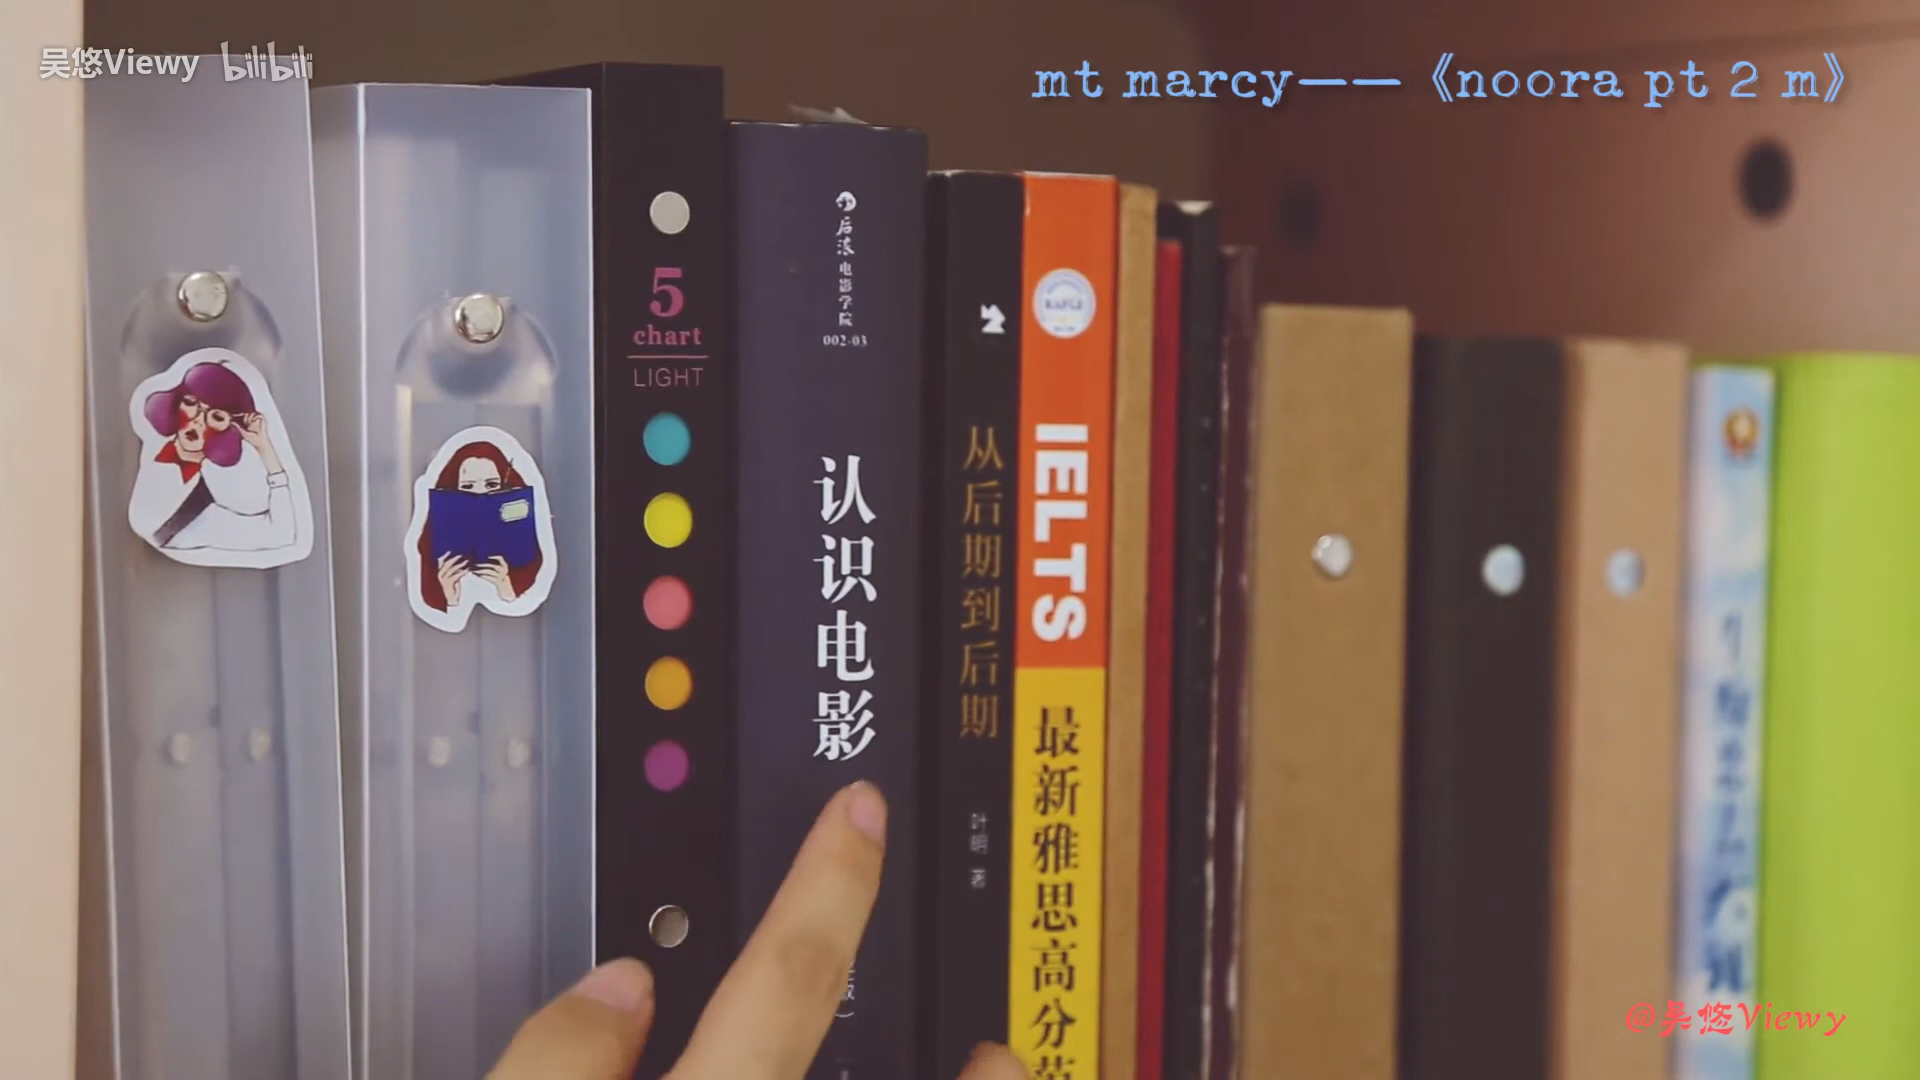 吴悠Viewy bilibili
mt marcy——《noora pt 2 m》
5
chart
LIGHT
后浪电影学院
002-03
认识电影
从后期到后期
叶明 著
IELTS
最新雅思高分范
@吴悠Viewy